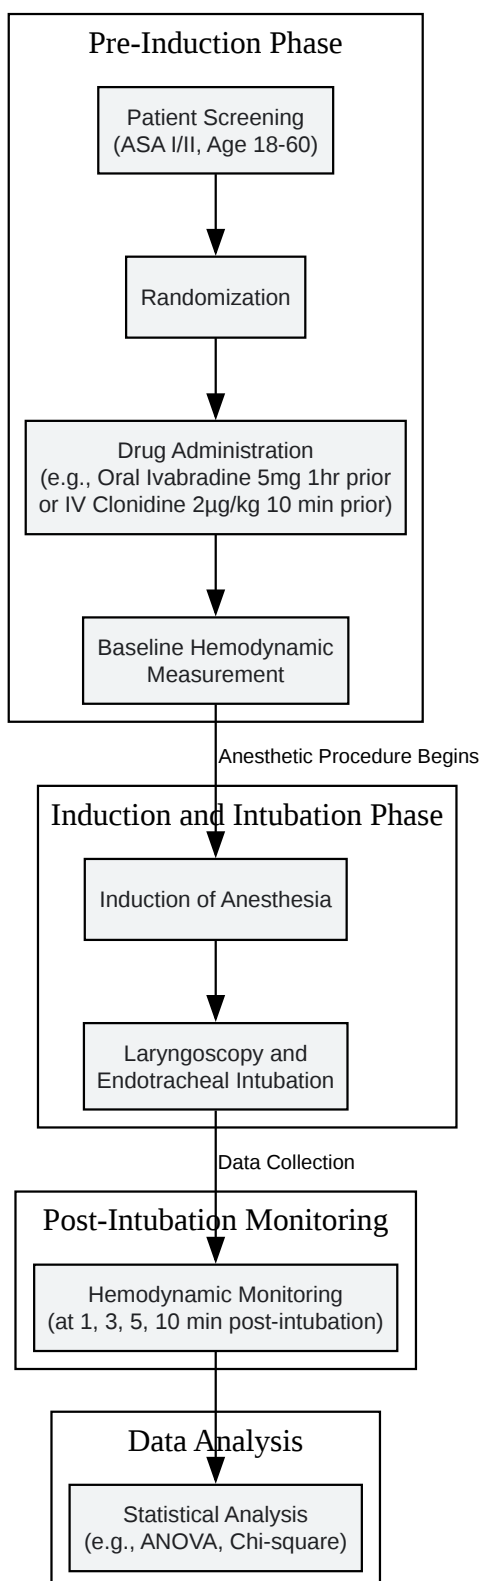 Pre-Induction Phase
Patient Screening
(ASA I/II, Age 18-60)
Randomization
Drug Administration
(e.g., Oral Ivabradine 5mg 1hr prior
or IV Clonidine 2µg/kg 10 min prior)
Baseline Hemodynamic
Measurement
Anesthetic Procedure Begins
Induction and Intubation Phase
Induction of Anesthesia
Laryngoscopy and
Endotracheal Intubation
Data Collection
Post-Intubation Monitoring
Hemodynamic Monitoring
(at 1, 3, 5, 10 min post-intubation)
Data Analysis
Statistical Analysis
(e.g., ANOVA, Chi-square)